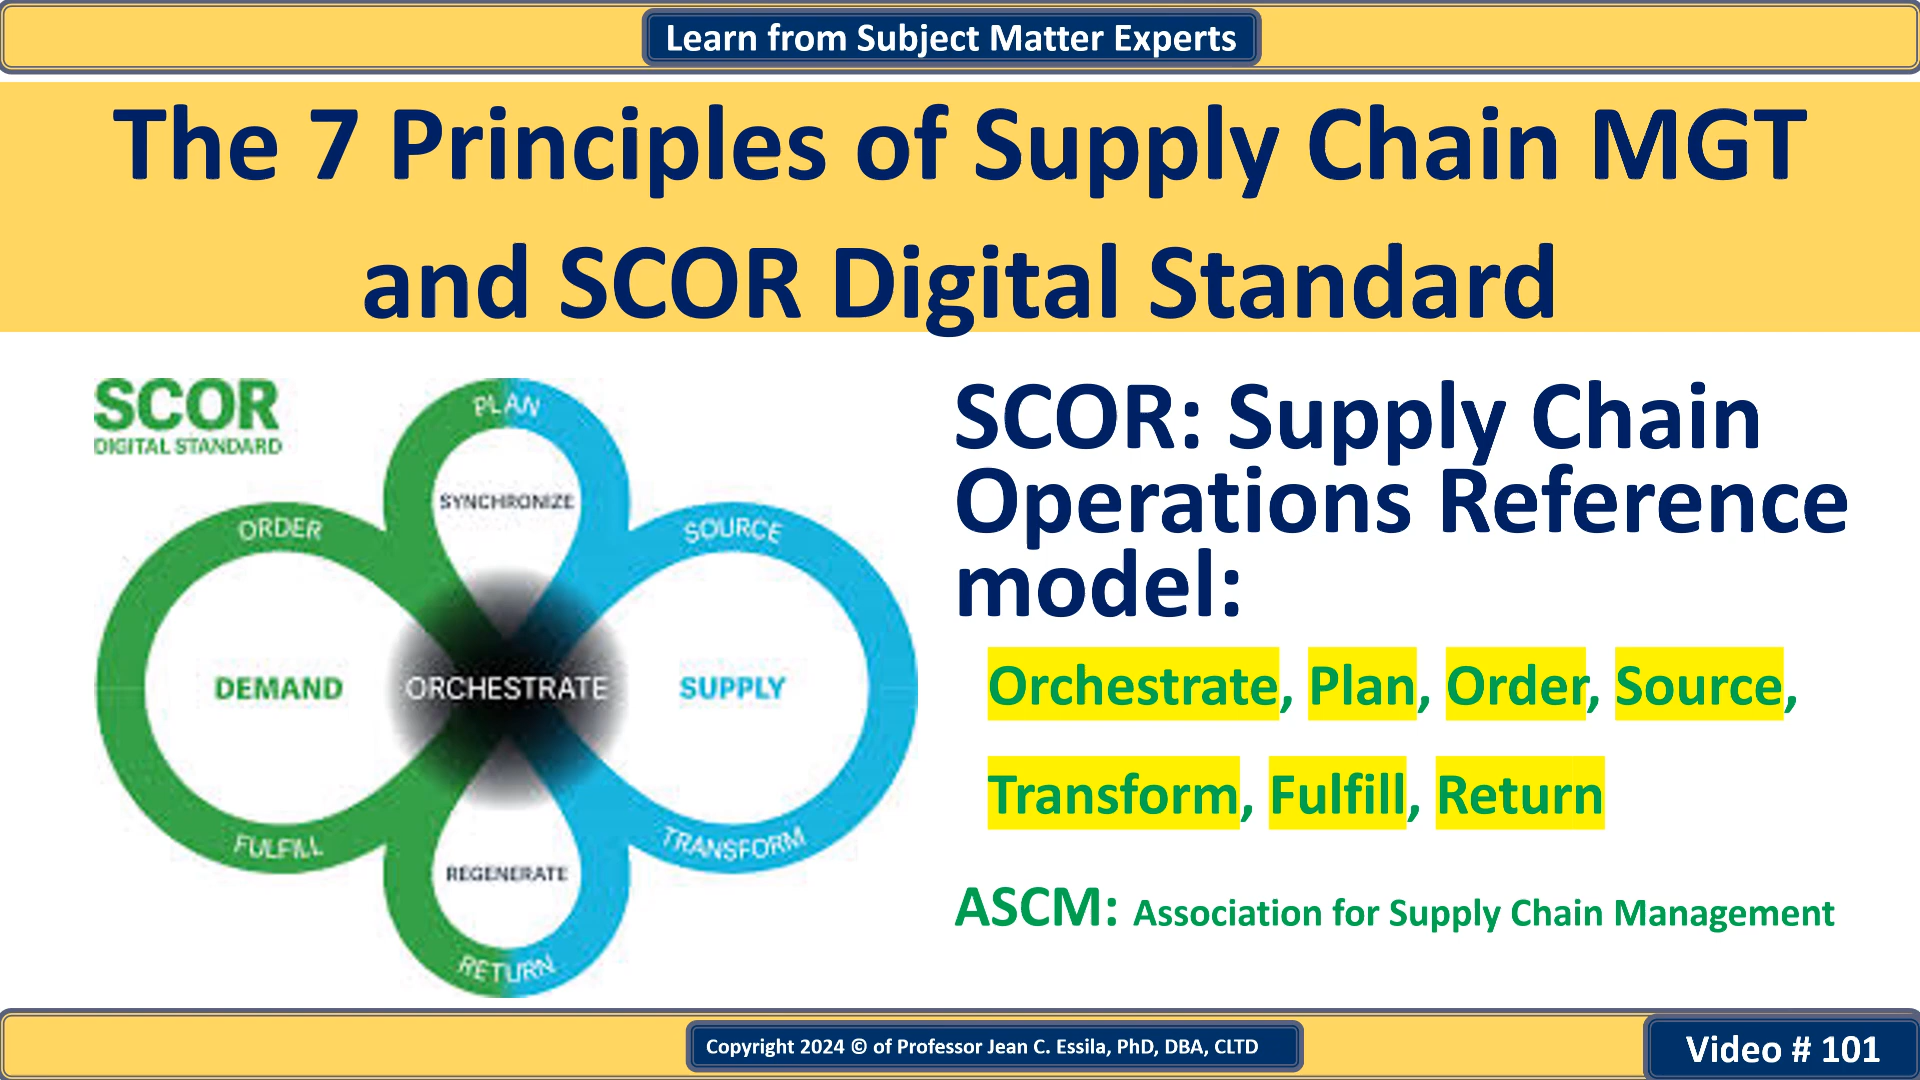 Learn from Subject Matter Experts
The 7 Principles of Supply Chain MGT
and SCOR Digital Standard
SCOR
DIGITAL STANDARD
PLAN
SYNCHRONIZE
ORDER
SOURCE
DEMAND
ORCHESTRATE
SUPPLY
FULFILL
TRANSFORM
REGENERATE
RETURN
SCOR: Supply Chain
Operations Reference
model:
Orchestrate, Plan, Order, Source,
Transform, Fulfill, Return
ASCM: Association for Supply Chain Management
Copyright 2024 © of Professor Jean C. Essila, PhD, DBA, CLTD
Video # 101